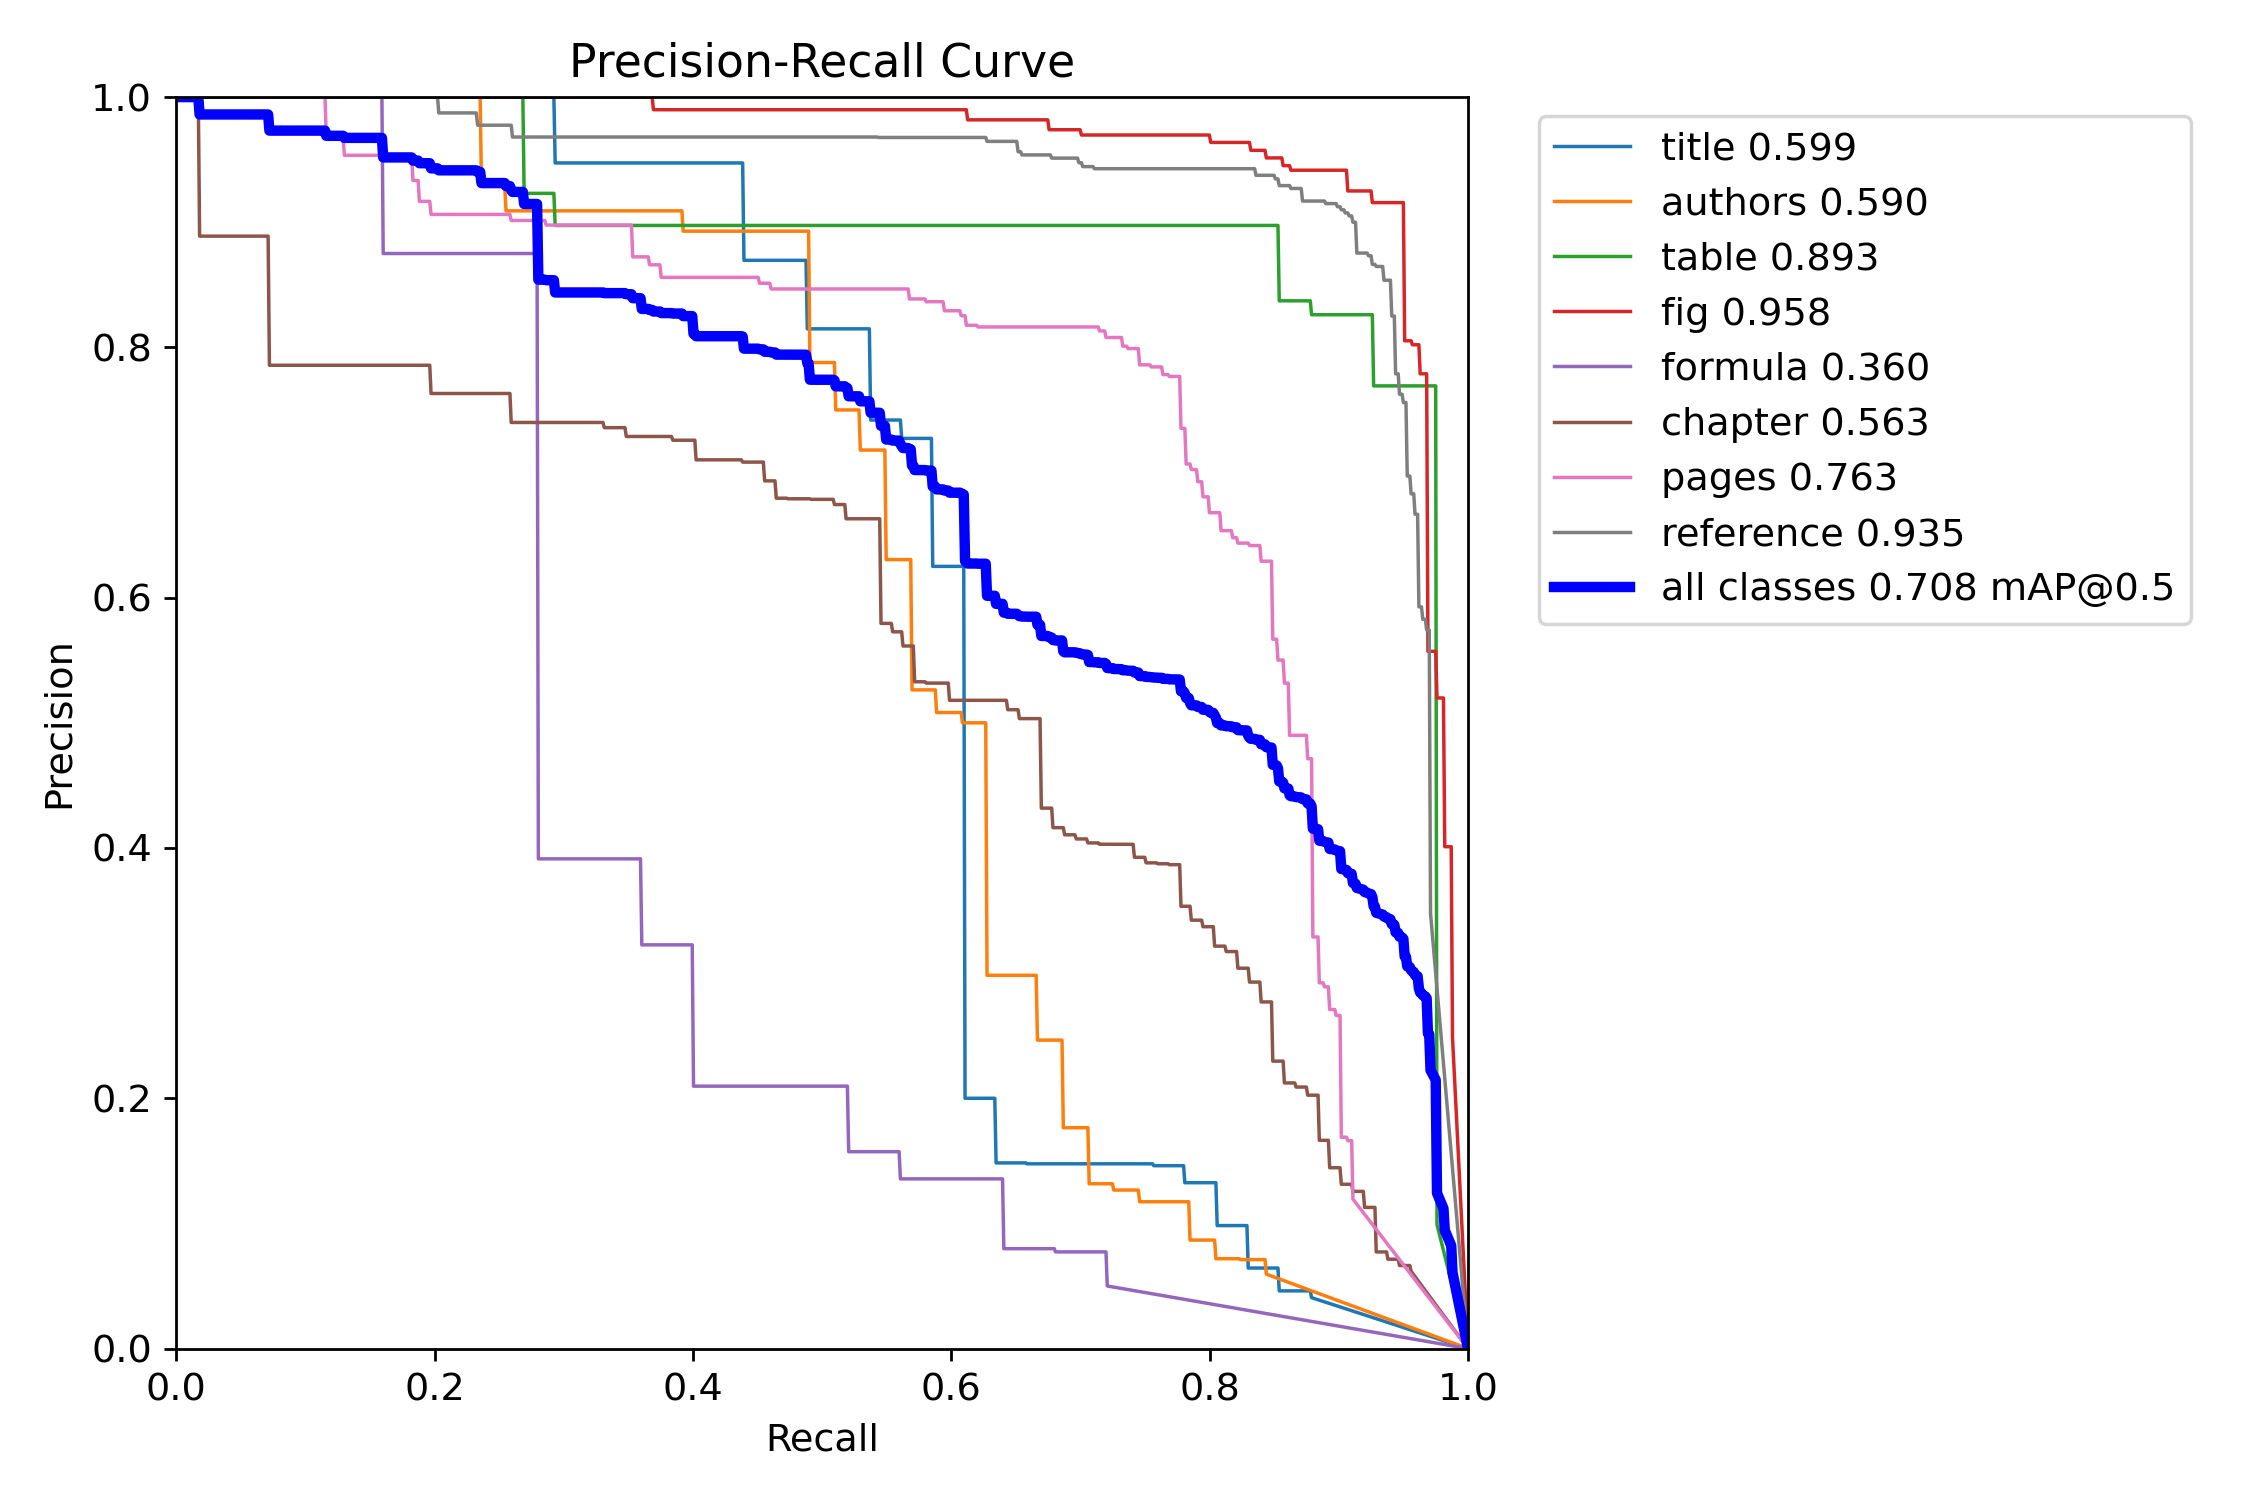 Precision-Recall Curve
1.0
0.8
0.6
0.4
0.2
0.0
Precision
0.0 0.2 0.4 0.6 0.8 1.0
Recall
title 0.599
authors 0.590
table 0.893
fig 0.958
formula 0.360
chapter 0.563
pages 0.763
reference 0.935
all classes 0.708 mAP@0.5